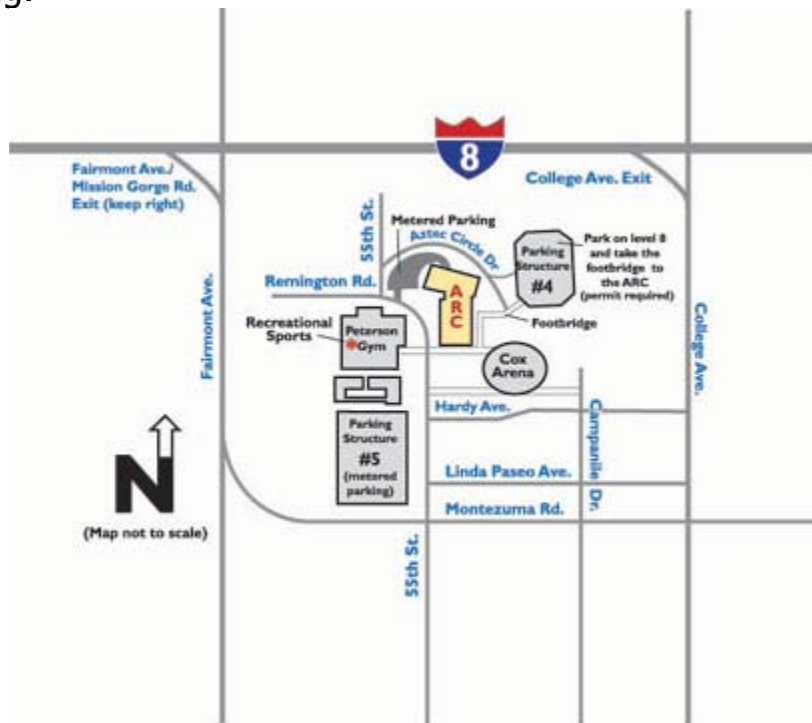 8
Fairmont Ave./
Mission Gorge Rd.
Exit (keep right)
College Ave. Exit
55th St.
Metered Parking
Aztec Circle Dr
Parking
Structure
#4
Park on level 8
and take the
footbridge to
the ARC
(permit required)
Remington Rd.
ARC
Footbridge
Recreational
Sports
Peterson
Gym
Fairmont Ave.
College Ave.
Cox
Arena
Hardy Ave.
Campanile Dr.
Parking
Structure
#5
(metered
parking)
Linda Paseo Ave.
Montezuma Rd.
N
(Map not to scale)
55th St.